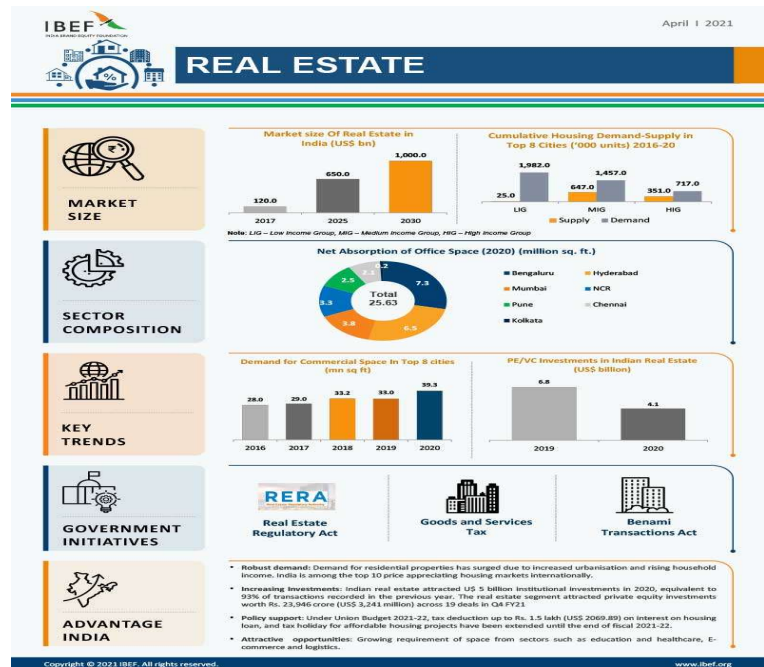 IBEF
INDIA BRAND EQUITY FOUNDATION
April I 2021
REAL ESTATE
MARKET
SIZE
Market size Of Real Estate in
India (US$ bn)
1,000.0
650.0
120.0
2017 2025 2030
Cumulative Housing Demand-Supply in
Top 8 Cities ('000 units) 2016-20
1,982.0
1,457.0
25.0 647.0 351.0 717.0
LIG MIG HIG
Supply Demand
Note: LIG – Low Income Group, MIG – Medium Income Group, HIG – High Income Group
SECTOR
COMPOSITION
Net Absorption of Office Space (2020) (million sq. ft.)
0.2
2.1
2.5
7.3
3.3
3.8
6.5
Total
25.63
Bengaluru Hyderabad
Mumbai NCR
Pune Chennai
Kolkata
KEY
TRENDS
Demand for Commercial Space In Top 8 cities
(mn sq ft)
28.0 29.0 33.2 33.0 39.3
2016 2017 2018 2019 2020
PE/VC Investments in Indian Real Estate
(US$ billion)
6.8
4.1
2019 2020
GOVERNMENT
INITIATIVES
RERA
Real Estate
Regulatory Act
Goods and Services
Tax
Benami
Transactions Act
ADVANTAGE
INDIA
• Robust demand: Demand for residential properties has surged due to increased urbanisation and rising household
income. India is among the top 10 price appreciating housing markets internationally.
• Increasing Investments: Indian real estate attracted U$ 5 billion institutional investments in 2020, equivalent to
93% of transactions recorded in the previous year. The real estate segment attracted private equity investments
worth Rs. 23,946 crore (US$ 3,241 million) across 19 deals in Q4 FY21
• Policy support: Under Union Budget 2021-22, tax deduction up to Rs. 1.5 lakh (US$ 2069.89) on interest on housing
loan, and tax holiday for affordable housing projects have been extended until the end of fiscal 2021-22.
• Attractive opportunities: Growing requirement of space from sectors such as education and healthcare, E-
commerce and logistics.
Copyright © 2021 IBEF. All rights reserved.
www.ibef.org